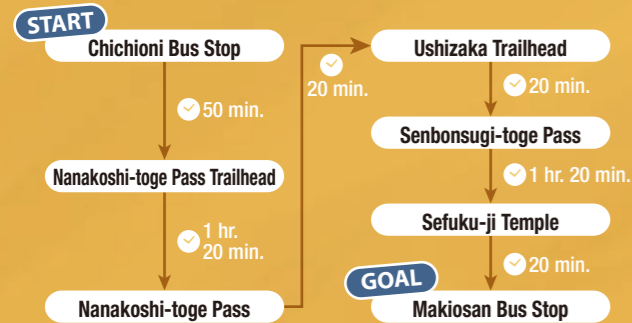 START
Chichioni Bus Stop
50 min.
Nanakoshi-toge Pass Trailhead
1 hr.
20 min.
Nanakoshi-toge Pass
20 min.
Ushizaka Trailhead
20 min.
Senbonsugi-toge Pass
1 hr. 20 min.
Sefuku-ji Temple
20 min.
GOAL
Makiosan Bus Stop